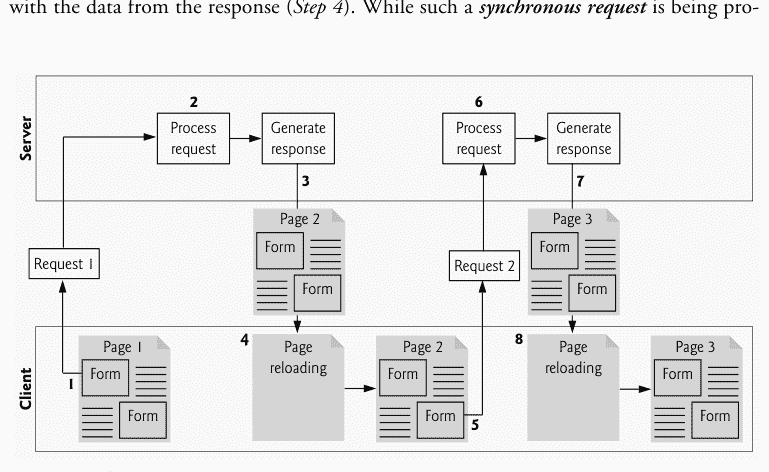 with the data from the response (Step 4). While such a synchronous request is being pro-
Server
2
Process
request
Generate
response
3
6
Process
request
Generate
response
7
Request 1
Page 2
Form
Form
Request 2
Page 3
Form
Form
Client
1
Page 1
Form
Form
4
Page
reloading
Page 2
Form
Form
5
8
Page
reloading
Page 3
Form
Form